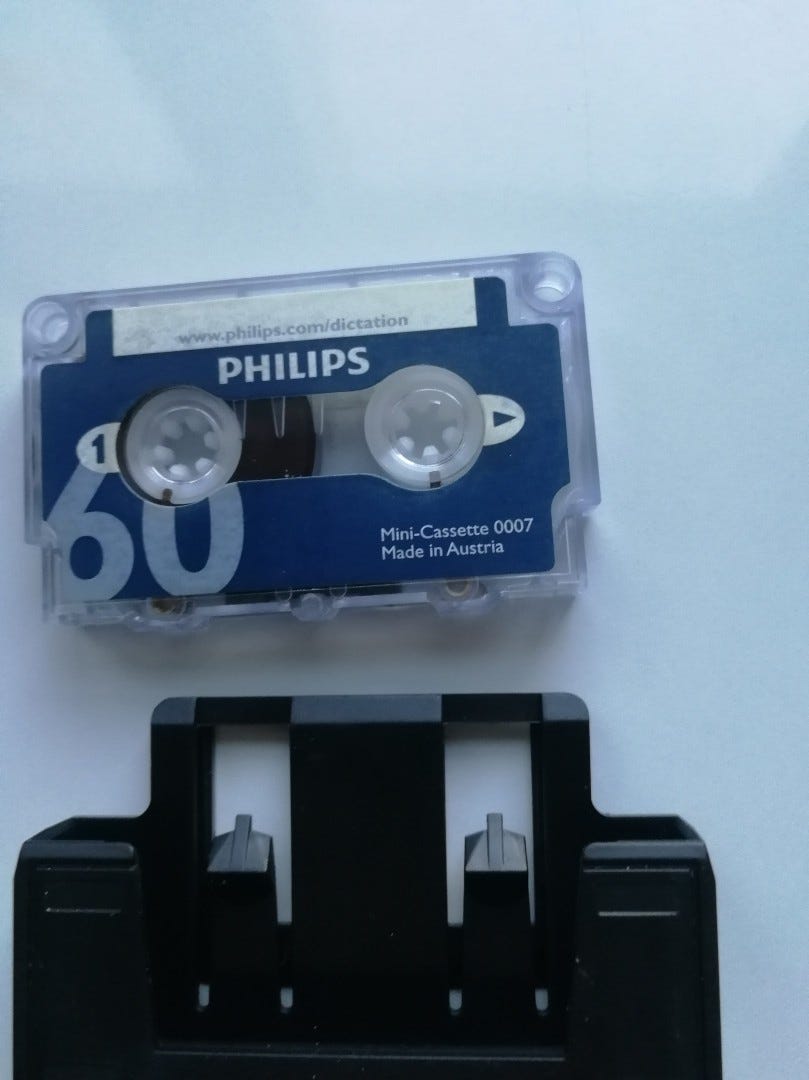 www.philips.com/dictation
PHILIPS
1
60
Mini-Cassette 0007
Made in Austria